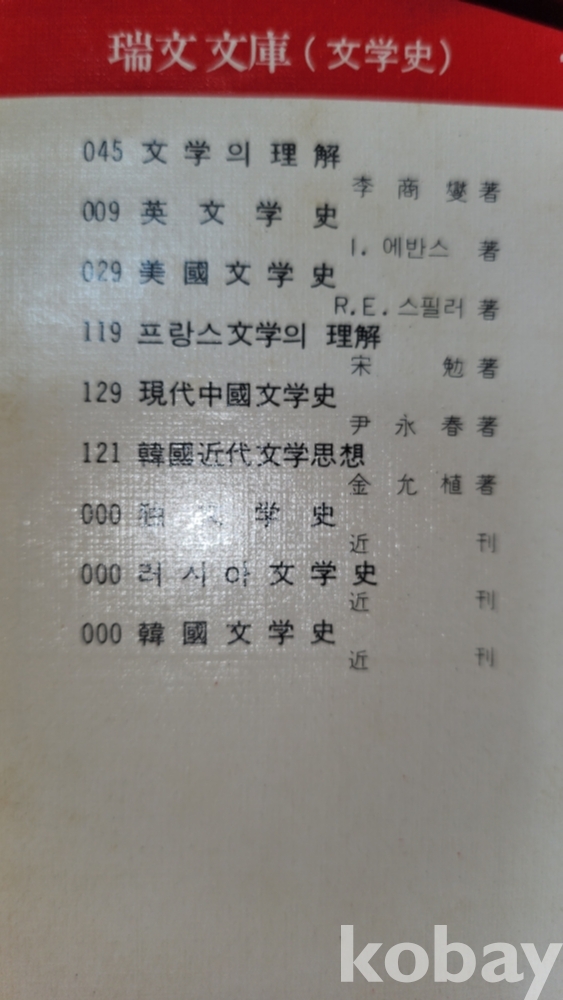 瑞文文庫(文学史)
045 文学의 理解
李商燮 著
009 英文学史
I. 에반스 著
029 美國文学史
R.E. 스필러 著
119 프랑스文学의 理解
宋勉 著
129 現代中國文学史
尹永春 著
121 韓國近代文学思想
金允植 著
000 学史
近刊
000 러시아文学史
近刊
000 韓國文学史
近刊
kobay